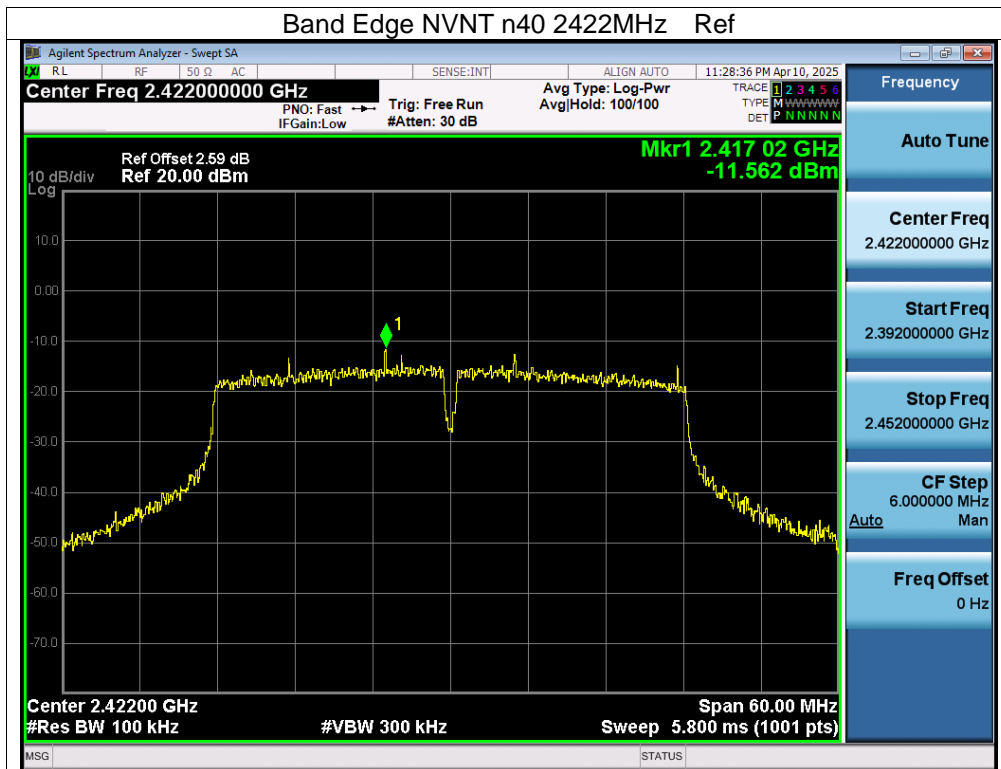 Band Edge NVNT n40 2422MHz Ref
Agilent Spectrum Analyzer - Swept SA
LXI RL RF 50 Ω AC SENSE:INT ALIGN AUTO 11:28:36 PM Apr 10, 2025
Center Freq 2.422000000 GHz
PNO: Fast Trig: Free Run Avg Type: Log-Pwr TRACE 1 2 3 4 5 6
IFGain:Low #Atten: 30 dB Avg|Hold: 100/100 TYPE M WWWWW
DET P N N N N N
Mkr1 2.417 02 GHz
-11.562 dBm
Ref Offset 2.59 dB
10 dB/div Ref 20.00 dBm
Log
10.0
0.00
-10.0
-20.0
-30.0
-40.0
-50.0
-60.0
-70.0
1
Center 2.42200 GHz Span 60.00 MHz
#Res BW 100 kHz #VBW 300 kHz Sweep 5.800 ms (1001 pts)
MSG STATUS
Frequency
Auto Tune
Center Freq
2.422000000 GHz
Start Freq
2.392000000 GHz
Stop Freq
2.452000000 GHz
CF Step
6.000000 MHz
Auto Man
Freq Offset
0 Hz